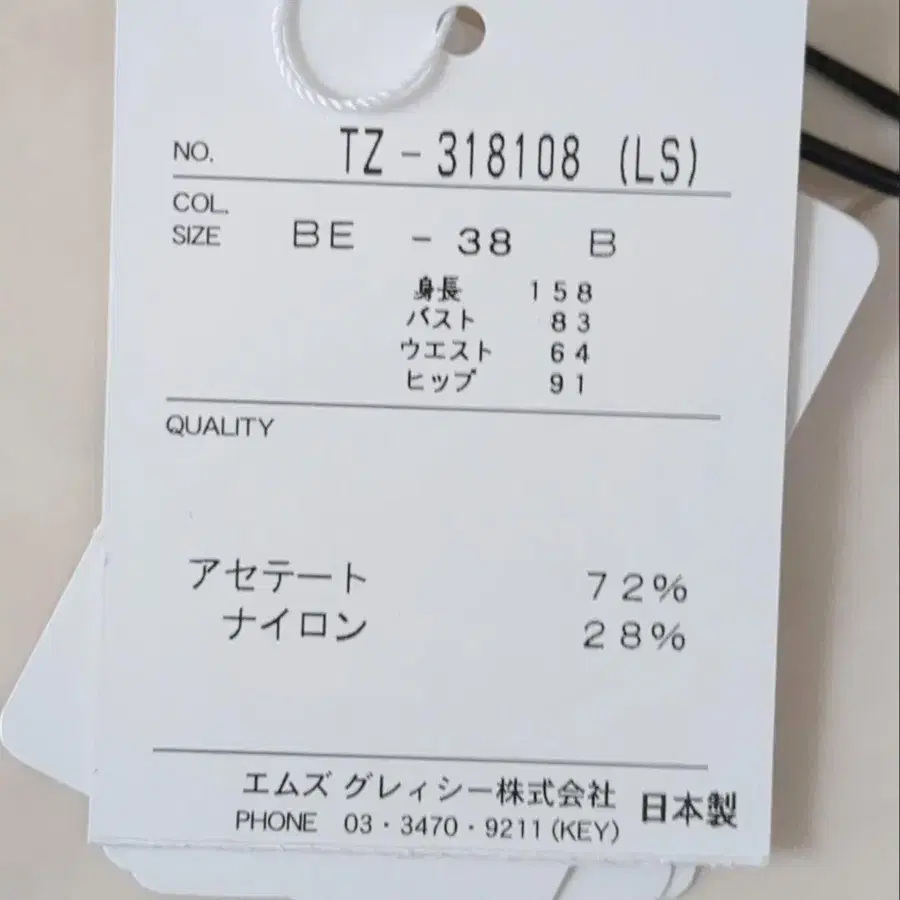 NO. TZ-318108 (LS)
COL.
SIZE BE -38 B
身長 158
バスト 83
ウエスト 64
ヒップ 91
QUALITY
アセテート 72%
ナイロン 28%
エムズ グレィシー株式会社 日本製
PHONE 03・3470・9211(KEY)